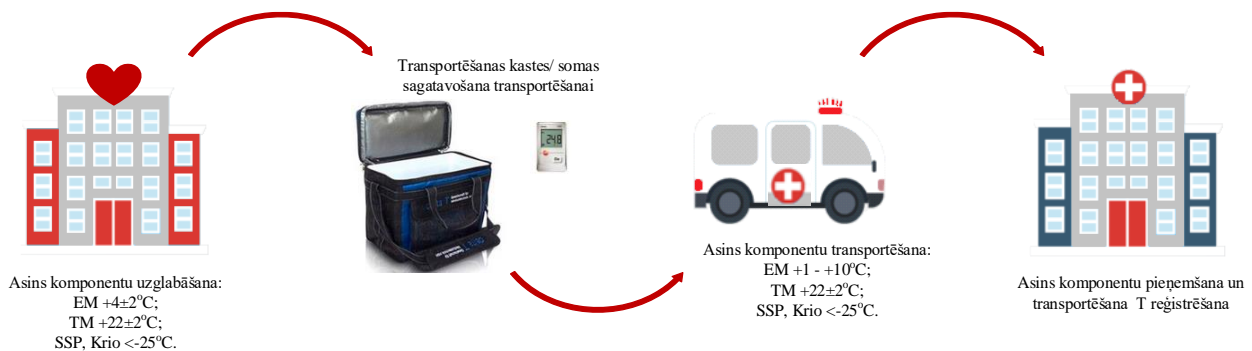 Asins komponentu uzglabāšana:
EM +4±2°C;
TM +22±2°C;
SSP, Krio <-25°C.
Transportēšanas kastes/ somas
sagatavošana transportēšanai
Asins komponentu transportēšana:
EM +1 - +10°C;
TM +22±2°C;
SSP, Krio <-25°C.
Asins komponentu pieņemšana un
transportēšana T reģistrēšana